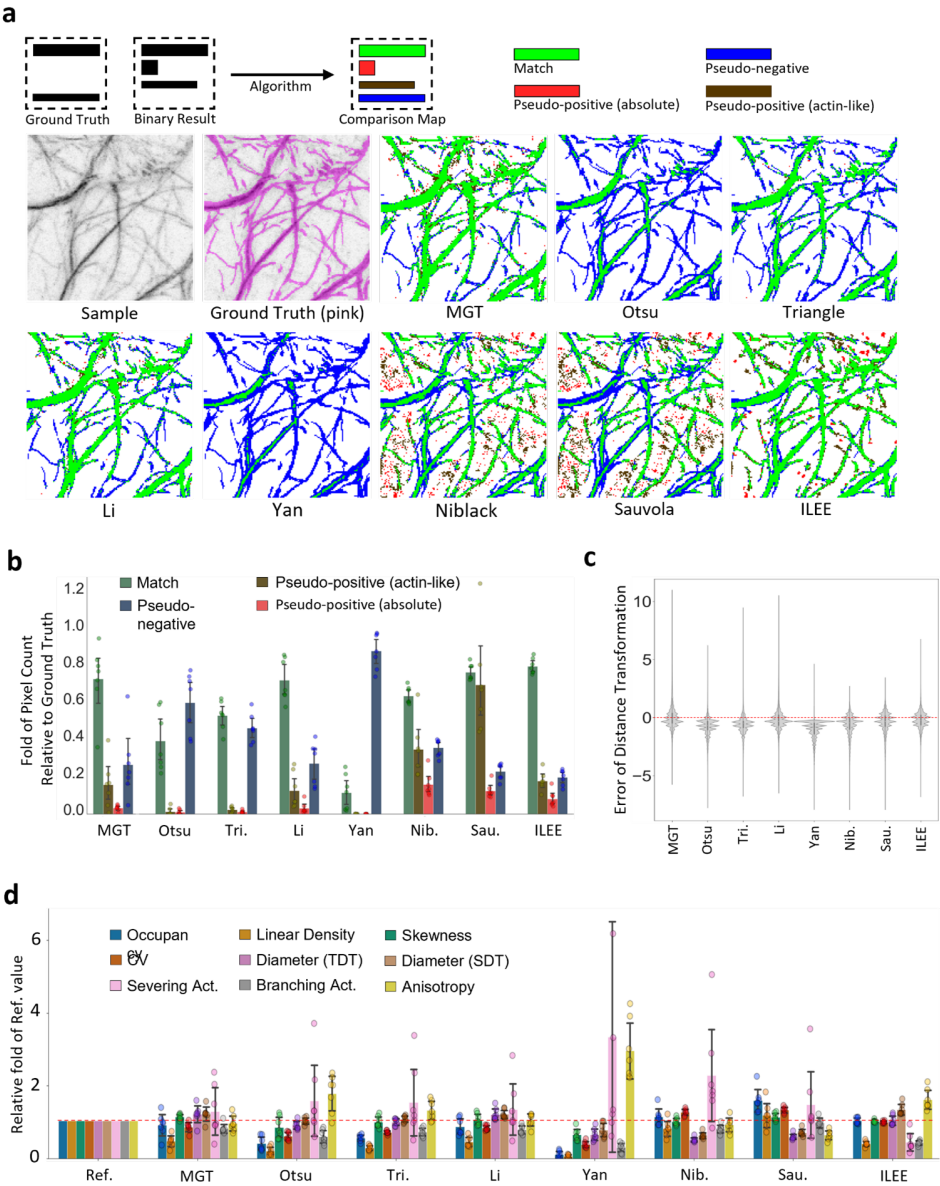 a
Ground Truth
Binary Result
Algorithm
Comparison Map
Match
Pseudo-negative
Pseudo-positive (absolute)
Pseudo-positive (actin-like)
Sample
Ground Truth (pink)
MGT
Otsu
Triangle
Li
Yan
Niblack
Sauvola
ILEE
b
Fold of Pixel Count
Relative to Ground Truth
1.2
1.0
0.8
0.6
0.4
0.2
0.0
Match
Pseudo-
negative
Pseudo-positive (actin-like)
Pseudo-positive (absolute)
MGT Otsu Tri. Li Yan Nib. Sau. ILEE
c
Error of Distance Transformation
10
5
0
−5
MGT Otsu Tri. Li Yan Nib. Sau. ILEE
d
Relative fold of Ref. value
6
4
2
0
Occupan
cy
CV
Severing Act.
Linear Density
Diameter (TDT)
Branching Act.
Skewness
Diameter (SDT)
Anisotropy
Ref. MGT Otsu Tri. Li Yan Nib. Sau. ILEE